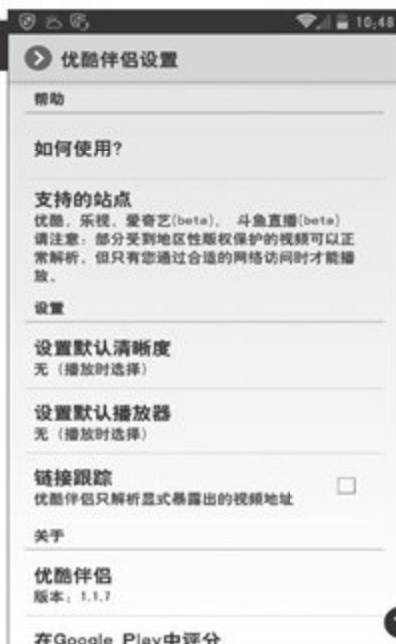 10:48
优酷伴侣设置
帮助
如何使用?
支持的站点
优酷、乐视、爱奇艺(beta)、 斗鱼直播(beta)
请注意：部分受到地区性版权保护的视频可以正
常解析，但只有您通过合适的网络访问时才能播
放。
设置
设置默认清晰度
无（播放时选择）
设置默认播放器
无（播放时选择）
链接跟踪
优酷伴侣只解析显式暴露出的视频地址
关于
优酷伴侣
版本：1.1.7
在Google Play中评分